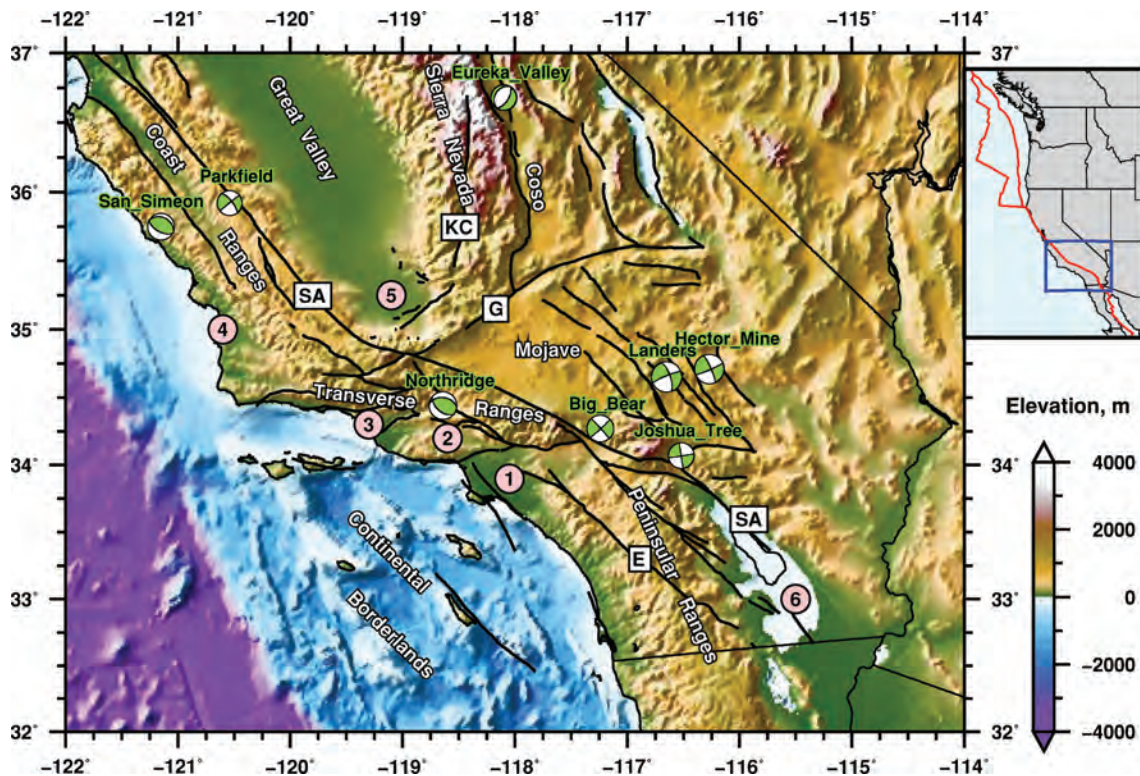 −122 −121 −120 −119 −118 −117 −116 −115 −114
37˚ 37˚
Eureka_Valley
Sierra
Nevada
Great Valley
Coast
Ranges
Coso
Parkfield
36˚
San_Simeon
KC
SA
5
G
35˚
4
Mojave
Hector_Mine
Landers
Northridge
Transverse
Ranges
Big_Bear
Joshua_Tree
3
2
34˚ 34˚
1
Peninsular
Ranges
SA
Continental
Borderlands
E
33˚ 33˚
6
32˚ 32˚
−122 −121 −120 −119 −118 −117 −116 −115 −114
Elevation, m
4000
2000
0
−2000
−4000